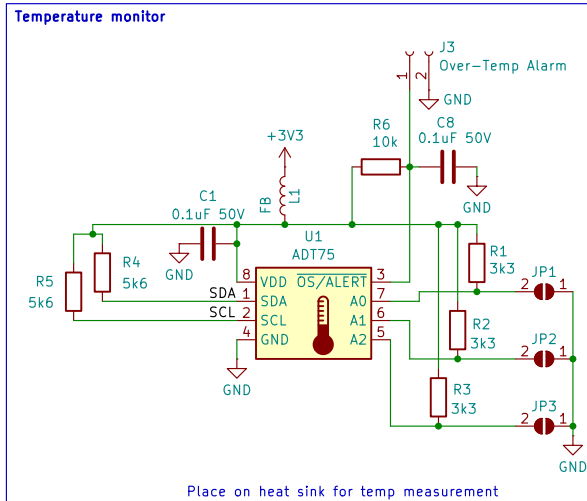 Temperature monitor
J3
Over-Temp Alarm
1
2
GND
R6
10k
C8
0.1uF 50V
GND
+3V3
FB
L1
C1
0.1uF 50V
GND
U1
ADT75
R5
5k6
R4
5k6
SDA
SCL
8 VDD
1 SDA
2 SCL
4 GND
OS/ALERT 3
A0 7
A1 6
A2 5
GND
R1
3k3
R2
3k3
R3
3k3
JP1
2 1
JP2
2 1
JP3
2 1
GND
Place on heat sink for temp measurement